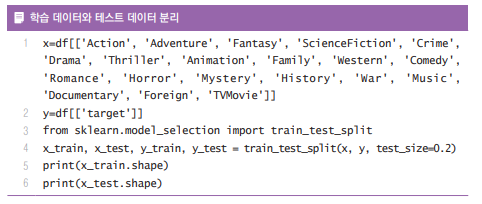 학습 데이터와 테스트 데이터 분리
1 x=df[['Action', 'Adventure', 'Fantasy', 'ScienceFiction', 'Crime',
'Drama', 'Thriller', 'Animation', 'Family', 'Western', 'Comedy',
'Romance', 'Horror', 'Mystery', 'History', 'War', 'Music',
'Documentary', 'Foreign', 'TVMovie']]
2 y=df[['target']]
3 from sklearn.model_selection import train_test_split
4 x_train, x_test, y_train, y_test = train_test_split(x, y, test_size=0.2)
5 print(x_train.shape)
6 print(x_test.shape)